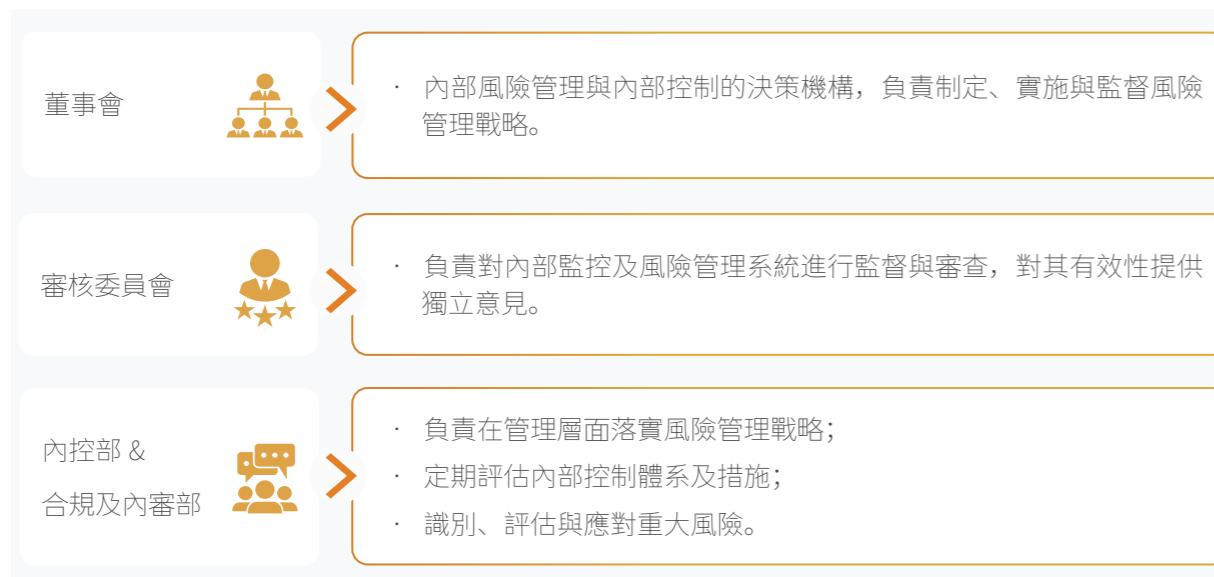 董事會
· 內部風險管理與內部控制的決策機構，負責制定、實施與監督風險
管理戰略。
審核委員會
· 負責對內部監控及風險管理系統進行監督與審查，對其有效性提供
獨立意見。
內控部 &
合規及內審部
· 負責在管理層面落實風險管理戰略；
· 定期評估內部控制體系及措施；
· 識別、評估與應對重大風險。